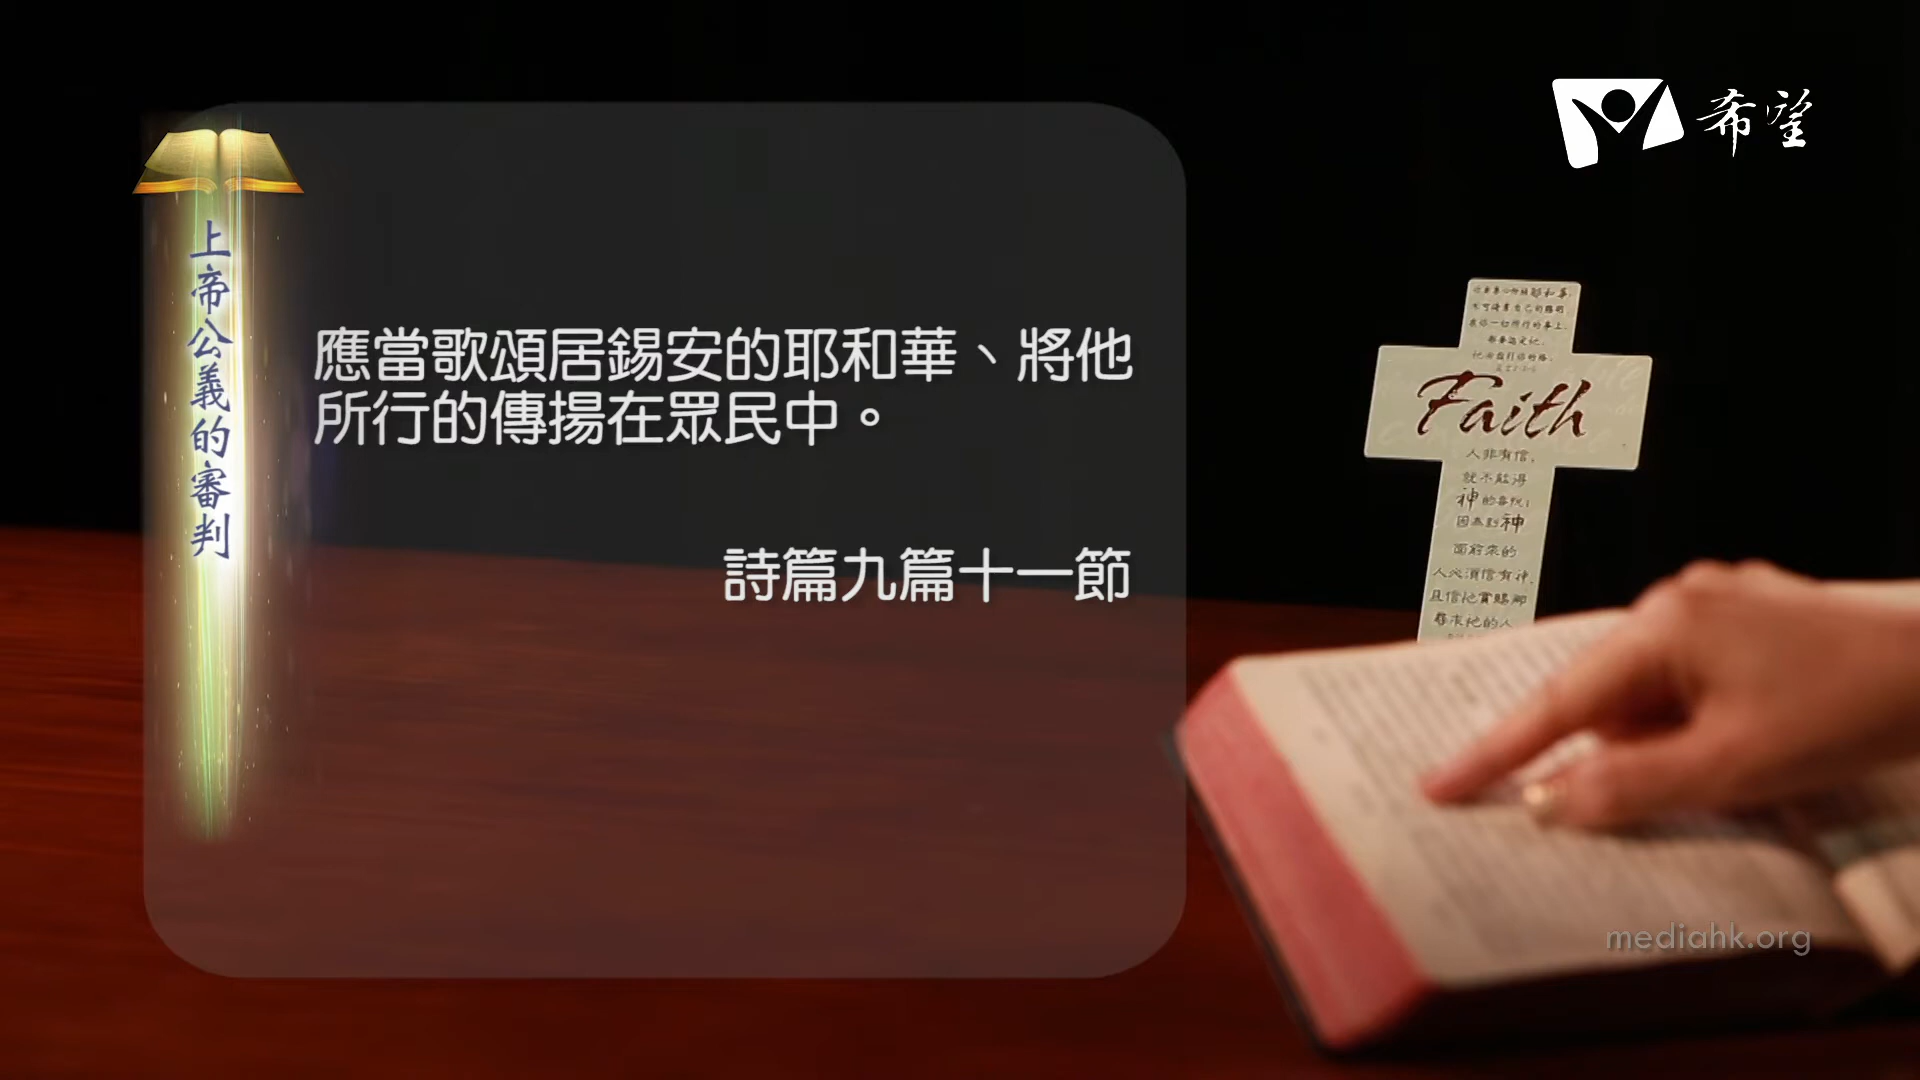 希望
上帝公義的審判
應當歌頌居錫安的耶和華、將他
所行的傳揚在眾民中。
詩篇九篇十一節
Faith
人非有信，
就不能得
神的喜悅；
因為到神
面前來的
人必須信有神，
且信他賞賜那
尋求他的人
mediahk.org